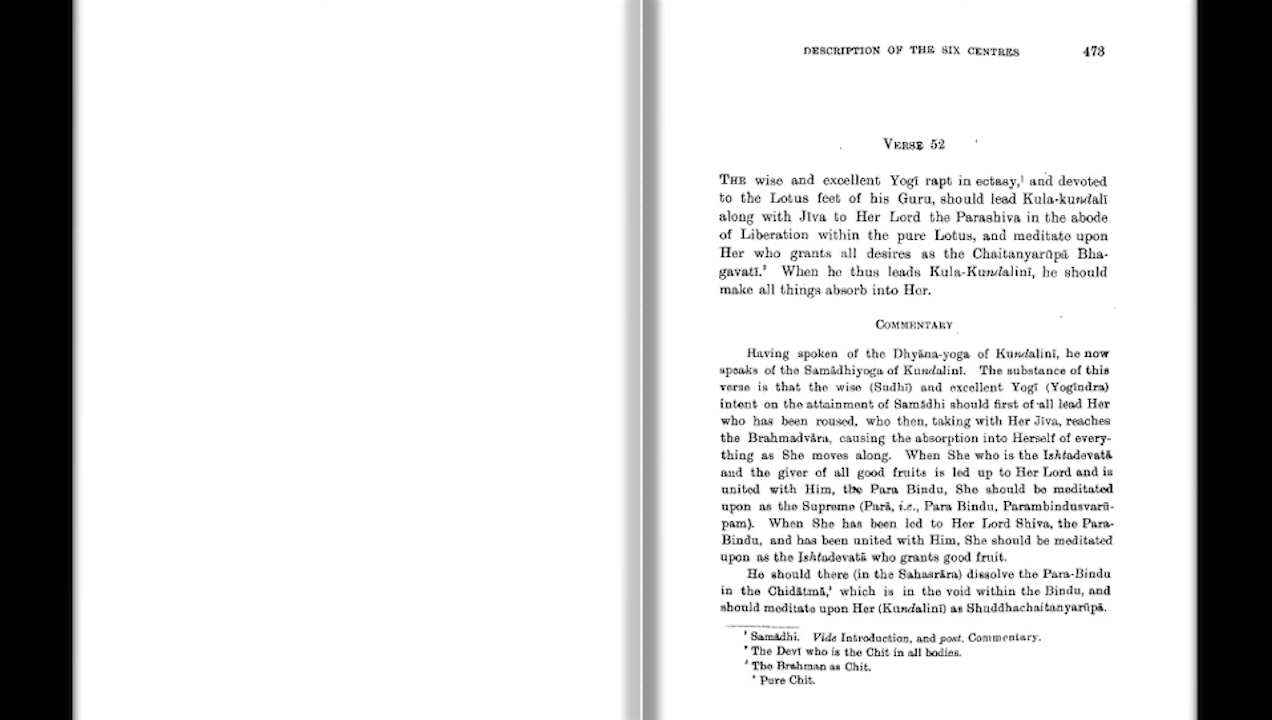 DESCRIPTION OF THE SIX CENTRES 473
VERSE 52
THE wise and excellent Yogī rapt in ectasy,¹ and devoted
to the Lotus feet of his Guru, should lead Kula-kundalī
along with Jīva to Her Lord the Parashiva in the abode
of Liberation within the pure Lotus, and meditate upon
Her who grants all desires as the Chaitanyarūpā Bha-
gavatī.² When he thus leads Kula-Kundalinī, he should
make all things absorb into Her.
COMMENTARY
Having spoken of the Dhyāna-yoga of Kundalinī, he now
speaks of the Samādhiyoga of Kundalinī. The substance of this
verse is that the wise (Sudhī) and excellent Yogī (Yogīndra)
intent on the attainment of Samādhi should first of all lead Her
who has been roused, who then, taking with Her Jīva, reaches
the Brahmadvāra, causing the absorption into Herself of every-
thing as She moves along. When She who is the Ishtadevatā
and the giver of all good fruits is led up to Her Lord and is
united with Him, the Para Bindu, She should be meditated
upon as the Supreme (Parā, i.e., Para Bindu, Parambindusvarū-
pam). When She has been led to Her Lord Shiva, the Para-
Bindu, and has been united with Him, She should be meditated
upon as the Ishtadevatā who grants good fruit.
He should there (in the Sahasrāra) dissolve the Para-Bindu
in the Chidātmā,³ which is in the void within the Bindu, and
should meditate upon Her (Kundalinī) as Shuddhachaitanyarūpā.
¹ Samādhi. Vide Introduction, and post. Commentary.
² The Devī who is the Chit in all bodies.
³ The Brahman as Chit.
⁴ Pure Chit.